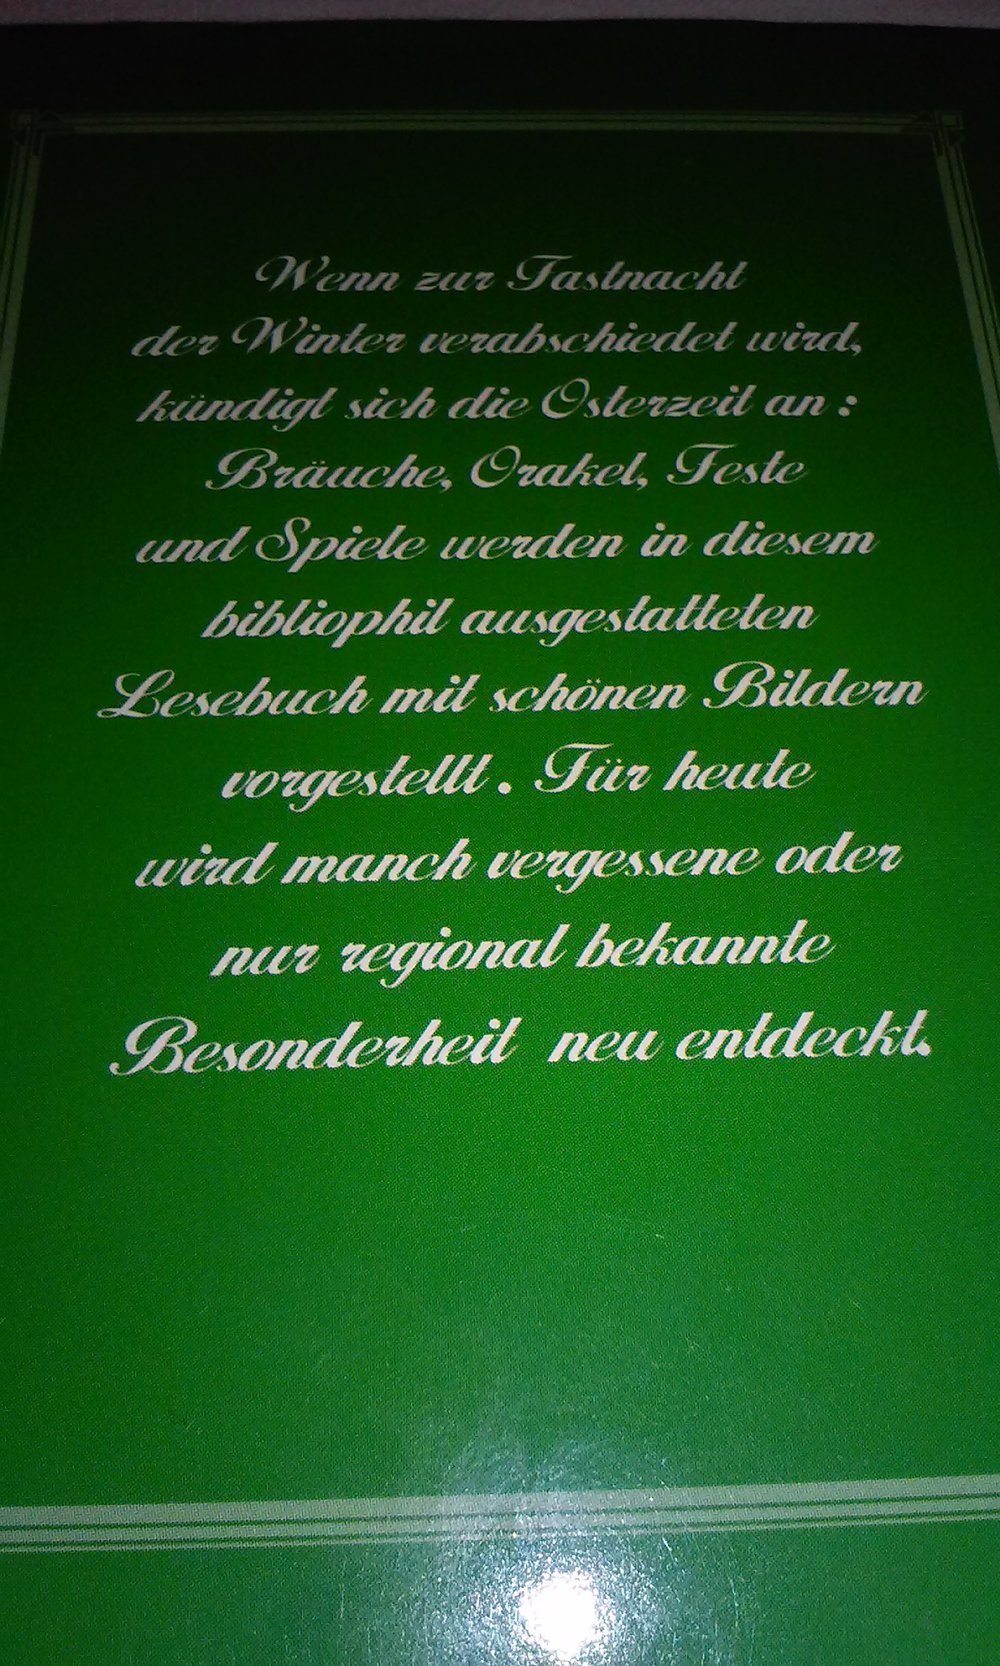 Wenn zur Fastnacht
der Winter verabschiedet wird,
kündigt sich die Osterzeit an :
Bräuche, Orakel, Feste
und Spiele werden in diesem
bibliophil ausgestatteten
Lesebuch mit schönen Bildern
vorgestellt. Für heute
wird manch vergessene oder
nur regional bekannte
Besonderheit neu entdeckt.